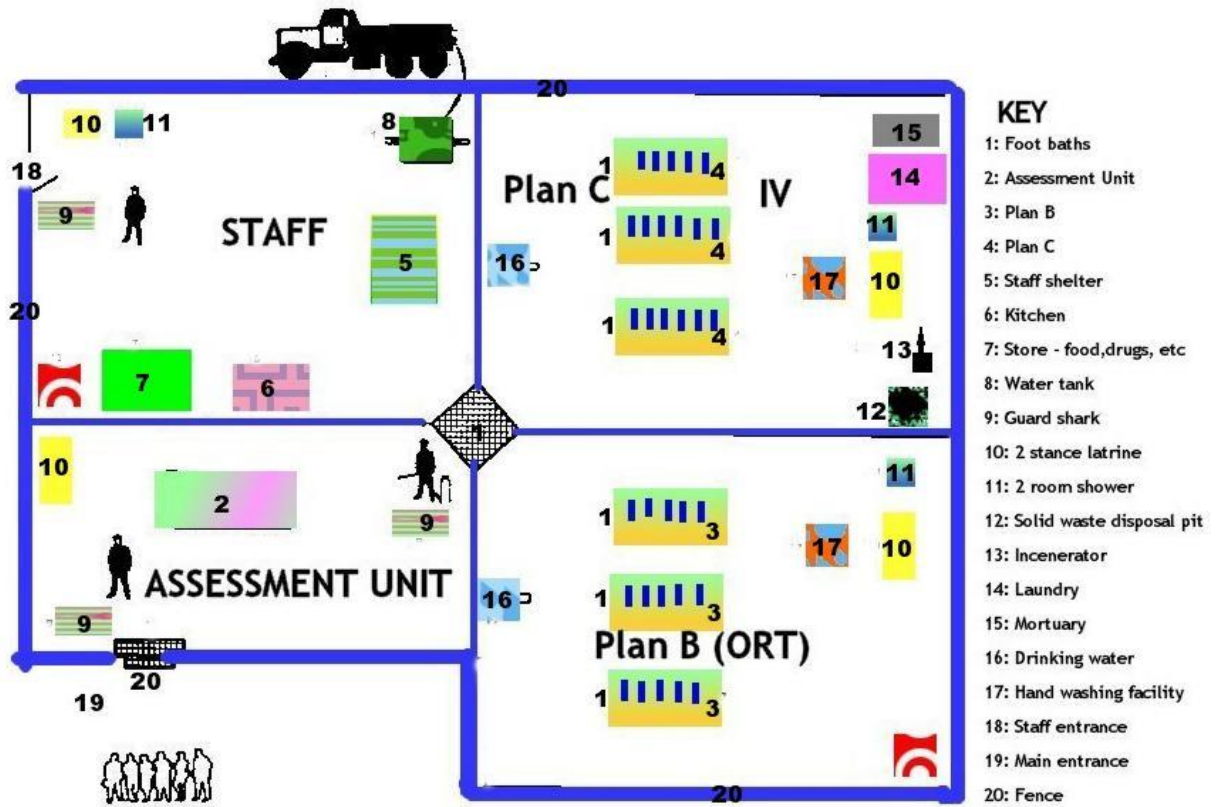 20
10
11
8
18
9
STAFF
5
20
7
6
1
Plan C
IV
1
4
1
4
1
4
16
17
15
14
11
10
13
12
10
2
9
ASSESSMENT UNIT
9
20
19
16
1
3
1
3
Plan B (ORT)
1
3
11
17
10
20
KEY
1: Foot baths
2: Assessment Unit
3: Plan B
4: Plan C
5: Staff shelter
6: Kitchen
7: Store - food,drugs, etc
8: Water tank
9: Guard shark
10: 2 stance latrine
11: 2 room shower
12: Solid waste disposal pit
13: Incenerator
14: Laundry
15: Mortuary
16: Drinking water
17: Hand washing facility
18: Staff entrance
19: Main entrance
20: Fence